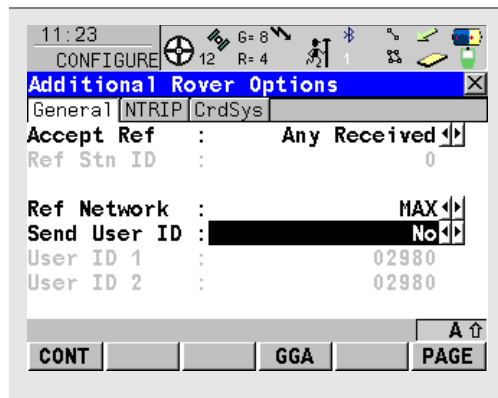 11:23 G= 8
CONFIGURE 12 R= 4 1
Additional Rover Options
General NTRIP CrdSys
Accept Ref : Any Received
Ref Stn ID : 0
Ref Network : MAX
Send User ID : No
User ID 1 : 02980
User ID 2 : 02980
A
CONT GGA PAGE